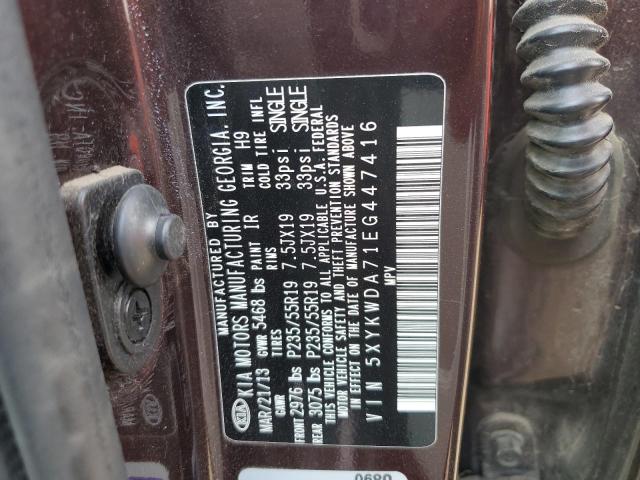 MANUFACTURED BY
KIA KIA MOTORS MANUFACTURING GEORGIA. INC.
MAR/21/13 GVWR 5468 lbs PAINT IR TRIM H9
GAWR TIRES RIMS COLD TIRE INFL
FRONT 2976 lbs P235/55R19 7.5JX19 33psi SINGLE
REAR 3075 lbs P235/55R19 7.5JX19 33psi SINGLE
THIS VEHICLE CONFORMS TO ALL APPLICABLE U.S.A. FEDERAL
MOTOR VEHICLE SAFETY AND THEFT PREVENTION STANDARDS
IN EFFECT ON THE DATE OF MANUFACTURE SHOWN ABOVE
VIN 5XYKWDA71EG447416
MPV
0680